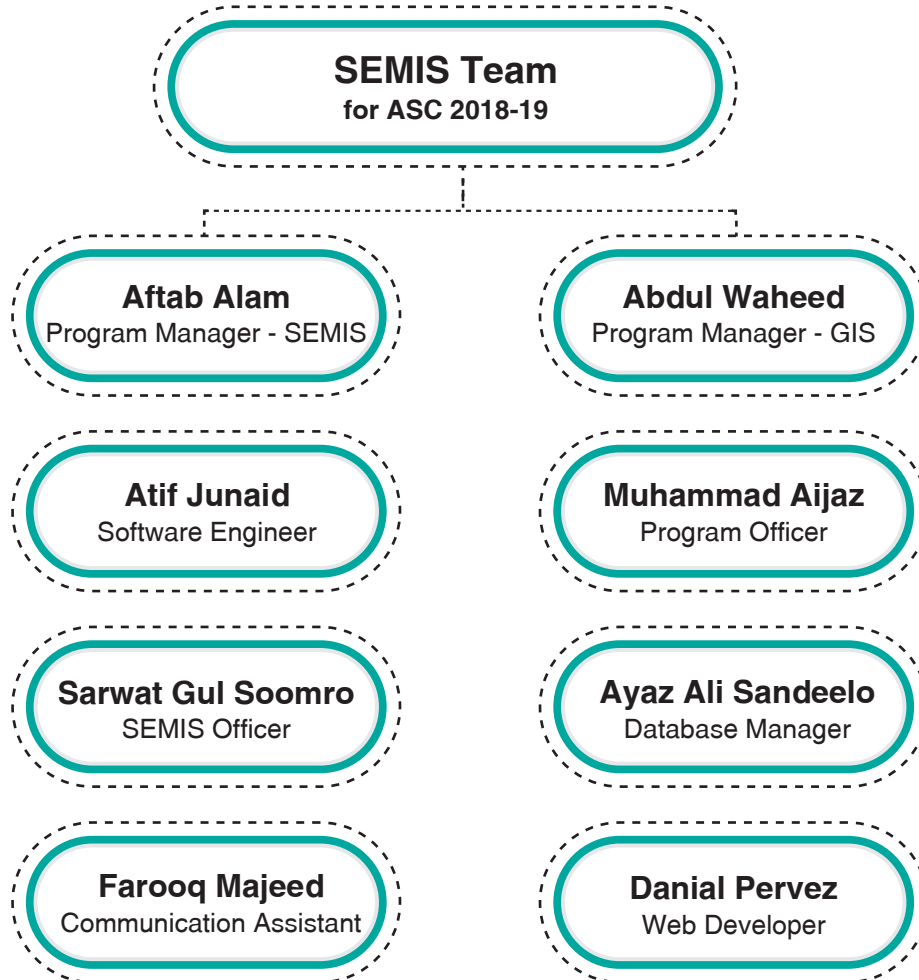 SEMIS Team
for ASC 2018-19
Aftab Alam
Program Manager - SEMIS
Abdul Waheed
Program Manager - GIS
Atif Junaid
Software Engineer
Muhammad Aijaz
Program Officer
Sarwat Gul Soomro
SEMIS Officer
Ayaz Ali Sandeelo
Database Manager
Farooq Majeed
Communication Assistant
Danial Pervez
Web Developer